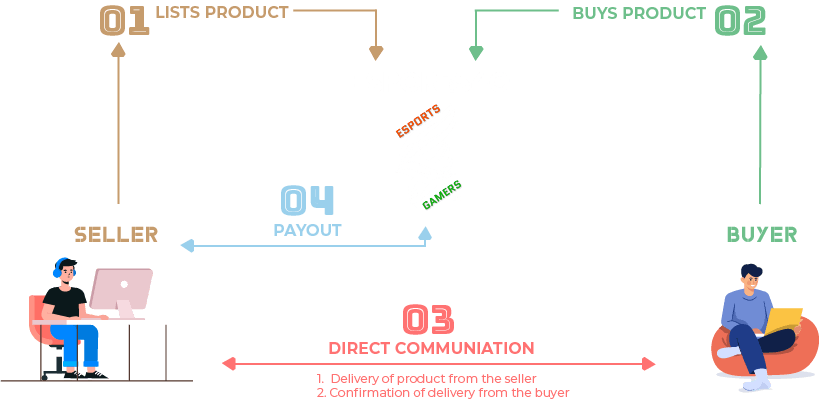 01 LISTS PRODUCT
BUYS PRODUCT 02
ESPORTS
GAMERS
04
PAYOUT
SELLER
BUYER
03
DIRECT COMMUNIATION
1. Delivery of product from the seller
2. Confirmation of delivery from the buyer